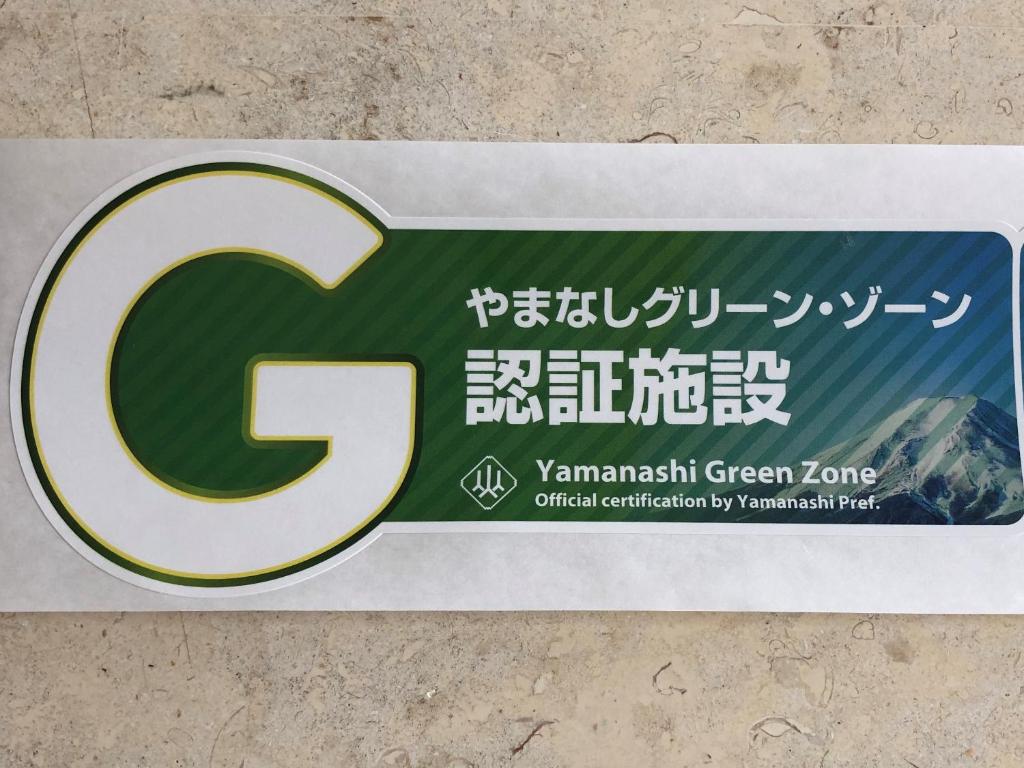 G
やまなしグリーン・ゾーン
認証施設
Yamanashi Green Zone
Official certification by Yamanashi Pref.